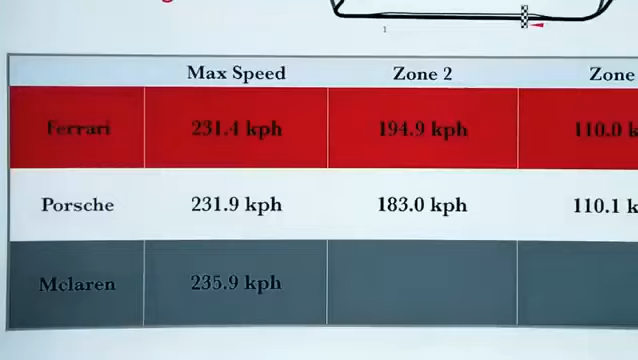 1
Max Speed Zone 2 Zone
Ferrari 231.4 kph 194.9 kph 110.0 k
Porsche 231.9 kph 183.0 kph 110.1 k
Mclaren 235.9 kph